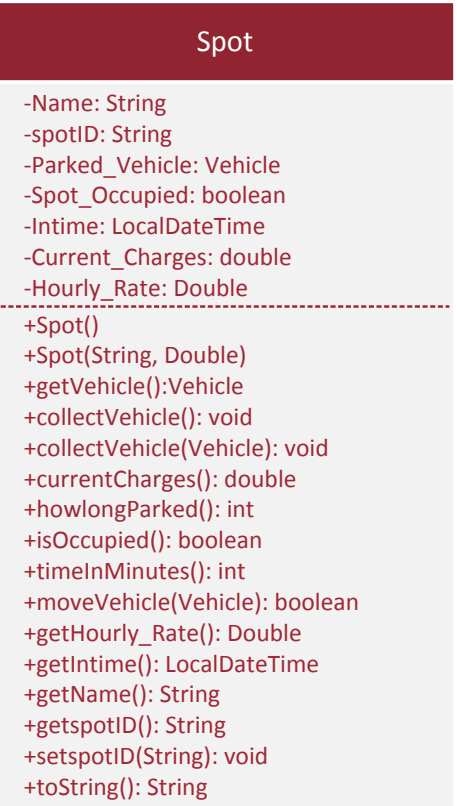 Spot
-Name: String
-spotID: String
-Parked_Vehicle: Vehicle
-Spot_Occupied: boolean
-Intime: LocalDateTime
-Current_Charges: double
-Hourly_Rate: Double
+Spot()
+Spot(String, Double)
+getVehicle():Vehicle
+collectVehicle(): void
+collectVehicle(Vehicle): void
+currentCharges(): double
+howlongParked(): int
+isOccupied(): boolean
+timeInMinutes(): int
+moveVehicle(Vehicle): boolean
+getHourly_Rate(): Double
+getIntime(): LocalDateTime
+getName(): String
+getspotID(): String
+setspotID(String): void
+toString(): String